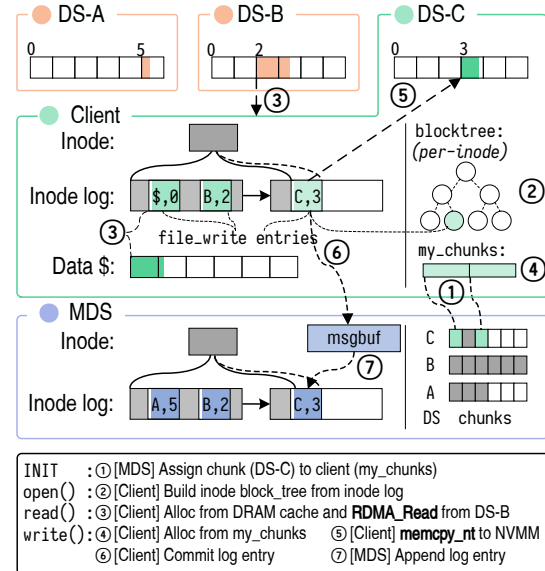 DS-A
DS-B
DS-C
0 5
0 2
0 3
③
⑤
Client
Inode:
blocktree:
(per-inode)
②
Inode log:
$,0 B,2 C,3
③
file_write entries
⑥
my_chunks:
④
Data $:
①
MDS
Inode:
msgbuf
⑦
C
B
A
Inode log:
A,5 B,2 C,3
DS chunks
INIT :①[MDS] Assign chunk (DS-C) to client (my_chunks)
open() :②[Client] Build inode block_tree from inode log
read() :③[Client] Alloc from DRAM cache and RDMA_Read from DS-B
write():④[Client] Alloc from my_chunks ⑤[Client] memcpy_nt to NVMM
⑥[Client] Commit log entry ⑦[MDS] Append log entry